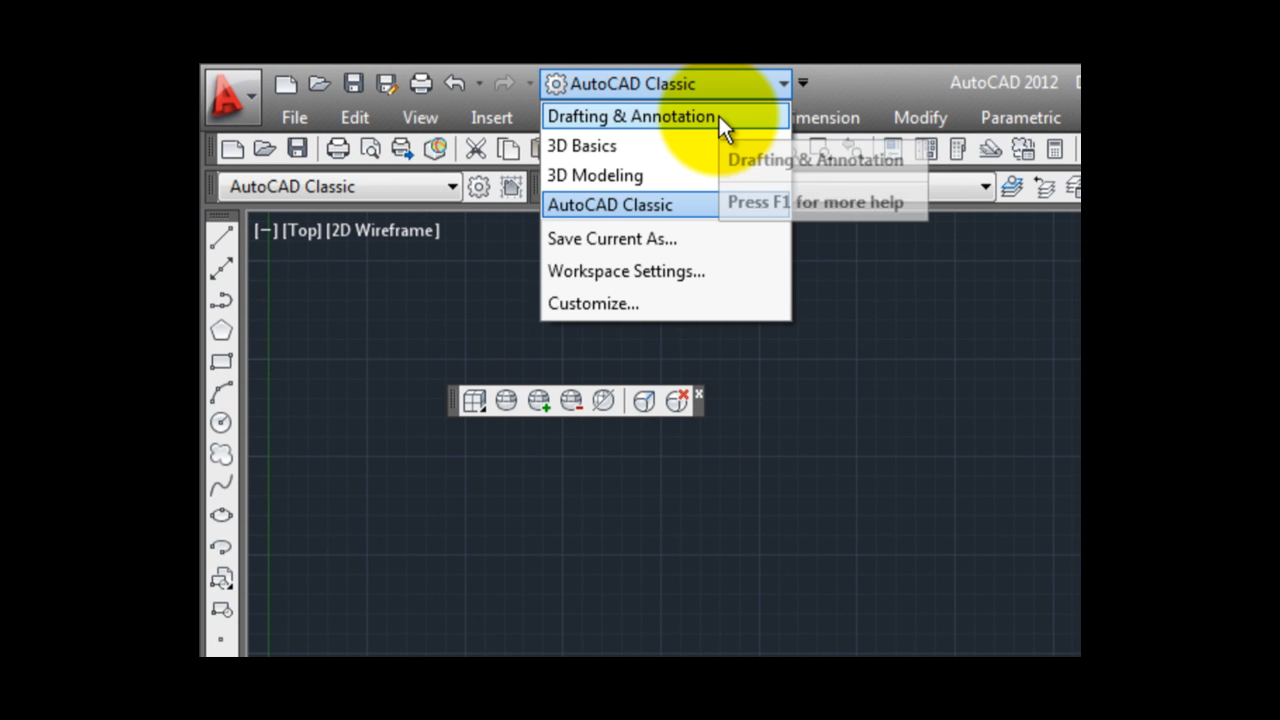 AutoCAD Classic
AutoCAD 2012
File Edit View Insert imension Modify Parametric
Drafting & Annotation
3D Basics
3D Modeling
AutoCAD Classic
Save Current As...
Workspace Settings...
Customize...
Drafting & Annotation
Press F1 for more help
AutoCAD Classic
[−] [Top] [2D Wireframe]